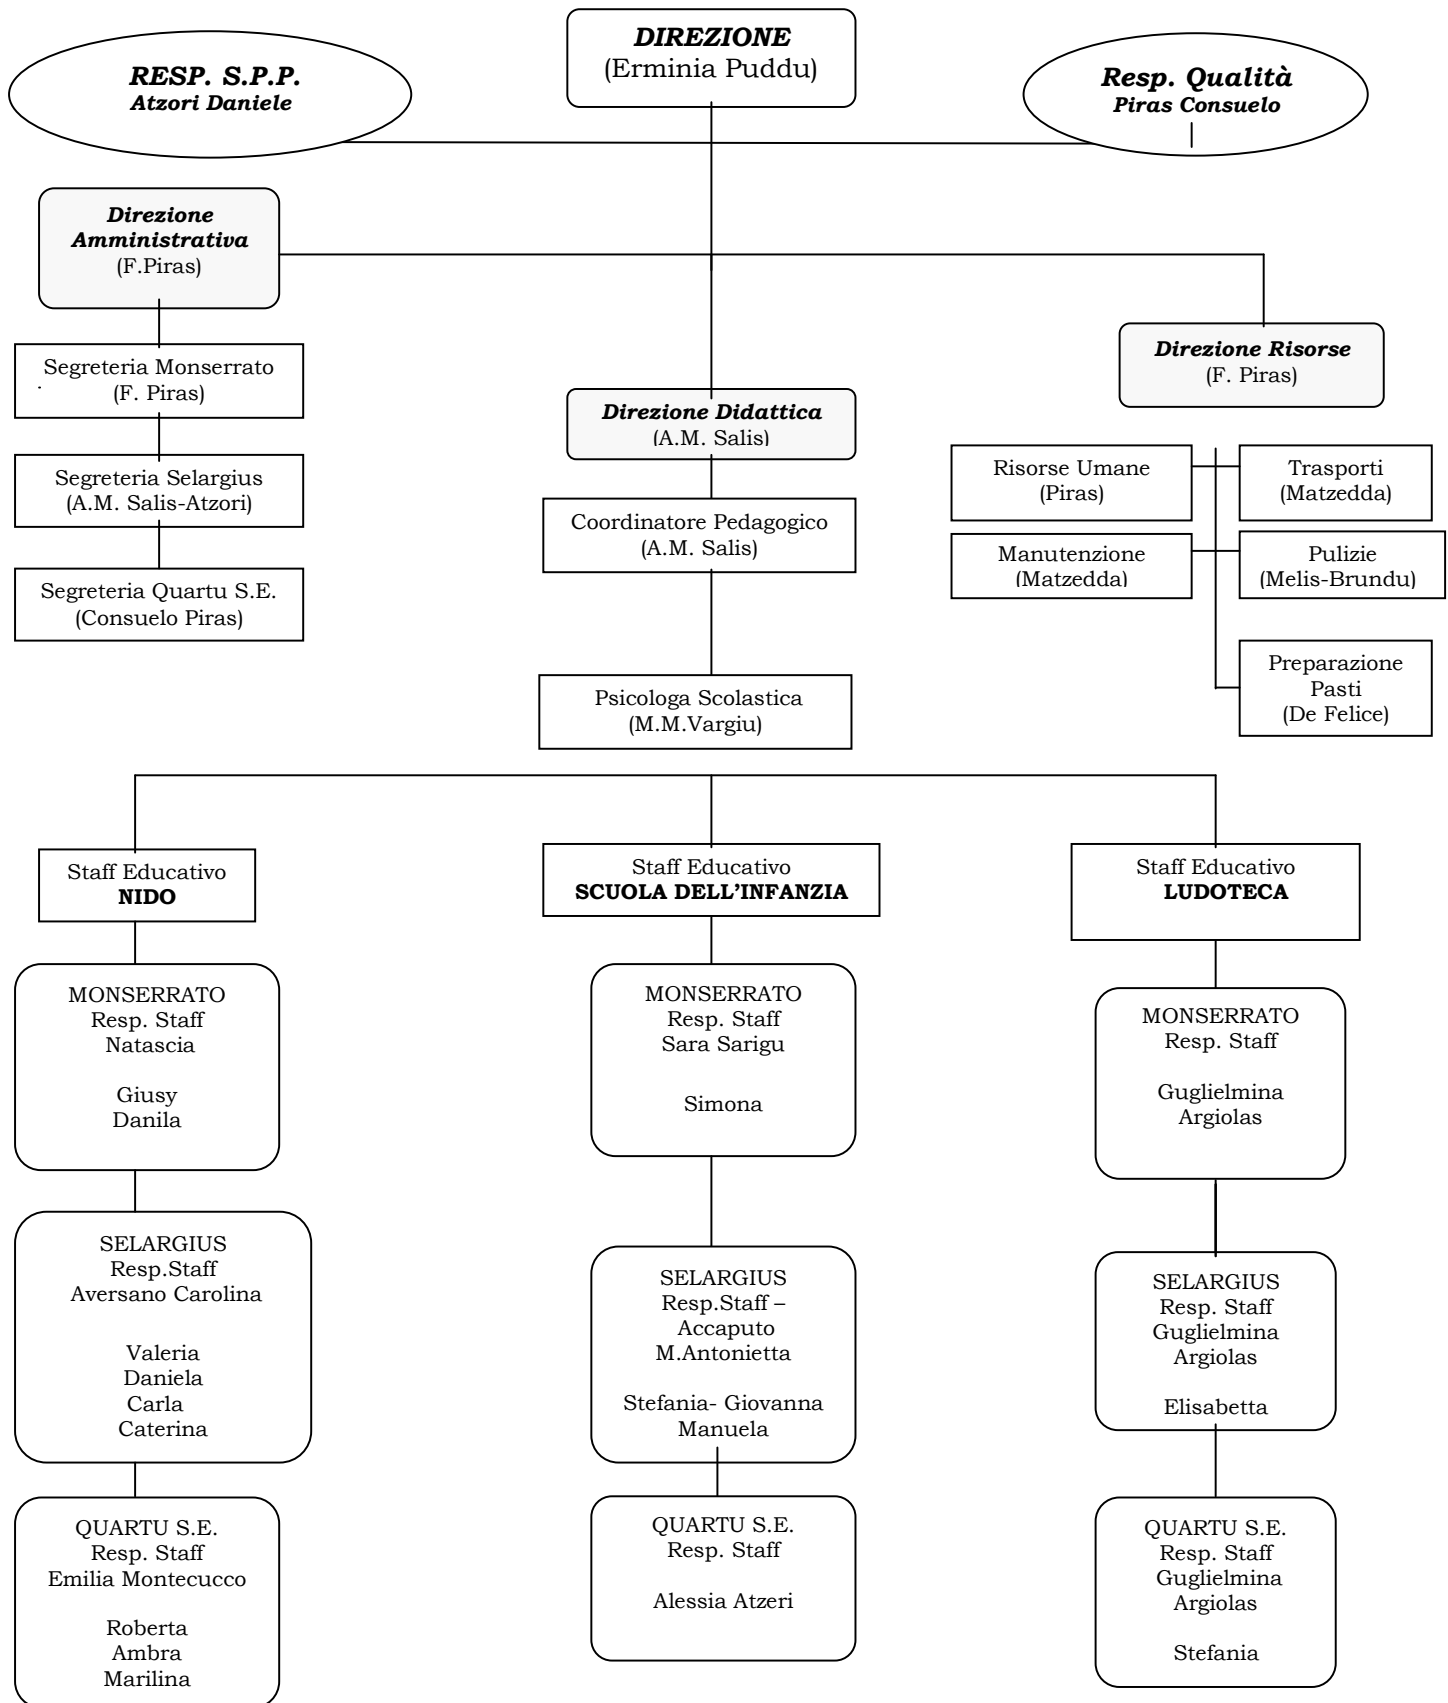 DIREZIONE
(Erminia Puddu)
RESP. S.P.P.
Atzori Daniele
Resp. Qualità
Piras Consuelo
Direzione
Amministrativa
(F.Piras)
Segreteria Monserrato
. (F. Piras)
Segreteria Selargius
(A.M. Salis-Atzori)
Segreteria Quartu S.E.
(Consuelo Piras)
Direzione Didattica
(A.M. Salis)
Coordinatore Pedagogico
(A.M. Salis)
Psicologa Scolastica
(M.M.Vargiu)
Direzione Risorse
(F. Piras)
Risorse Umane
(Piras)
Trasporti
(Matzedda)
Manutenzione
(Matzedda)
Pulizie
(Melis-Brundu)
Preparazione
Pasti
(De Felice)
Staff Educativo
NIDO
MONSERRATO
Resp. Staff
Natascia
Giusy
Danila
SELARGIUS
Resp.Staff
Aversano Carolina
Valeria
Daniela
Carla
Caterina
QUARTU S.E.
Resp. Staff
Emilia Montecucco
Roberta
Ambra
Marilina
Staff Educativo
SCUOLA DELL’INFANZIA
MONSERRATO
Resp. Staff
Sara Sarigu
Simona
SELARGIUS
Resp.Staff –
Accaputo
M.Antonietta
Stefania- Giovanna
Manuela
QUARTU S.E.
Resp. Staff
Alessia Atzeri
Staff Educativo
LUDOTECA
MONSERRATO
Resp. Staff
Guglielmina
Argiolas
SELARGIUS
Resp. Staff
Guglielmina
Argiolas
Elisabetta
QUARTU S.E.
Resp. Staff
Guglielmina
Argiolas
Stefania